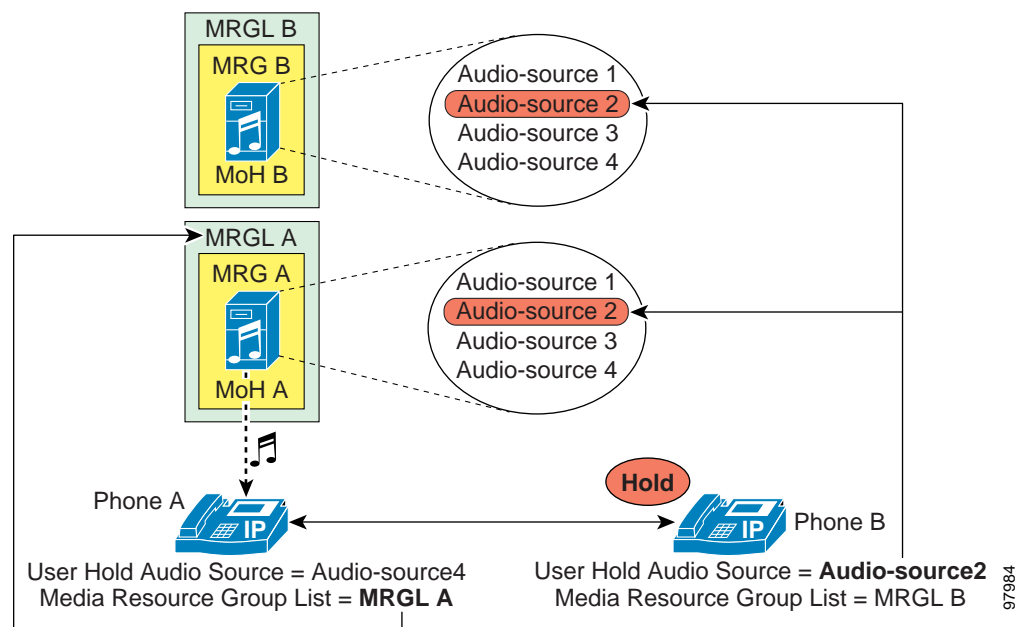 MRGL B
MRG B
MoH B
Audio-source 1
Audio-source 2
Audio-source 3
Audio-source 4
MRGL A
MRG A
MoH A
Audio-source 1
Audio-source 2
Audio-source 3
Audio-source 4
Phone A
IP
Hold
IP
Phone B
User Hold Audio Source = Audio-source4
Media Resource Group List = MRGL A
User Hold Audio Source = Audio-source2
Media Resource Group List = MRGL B
97984